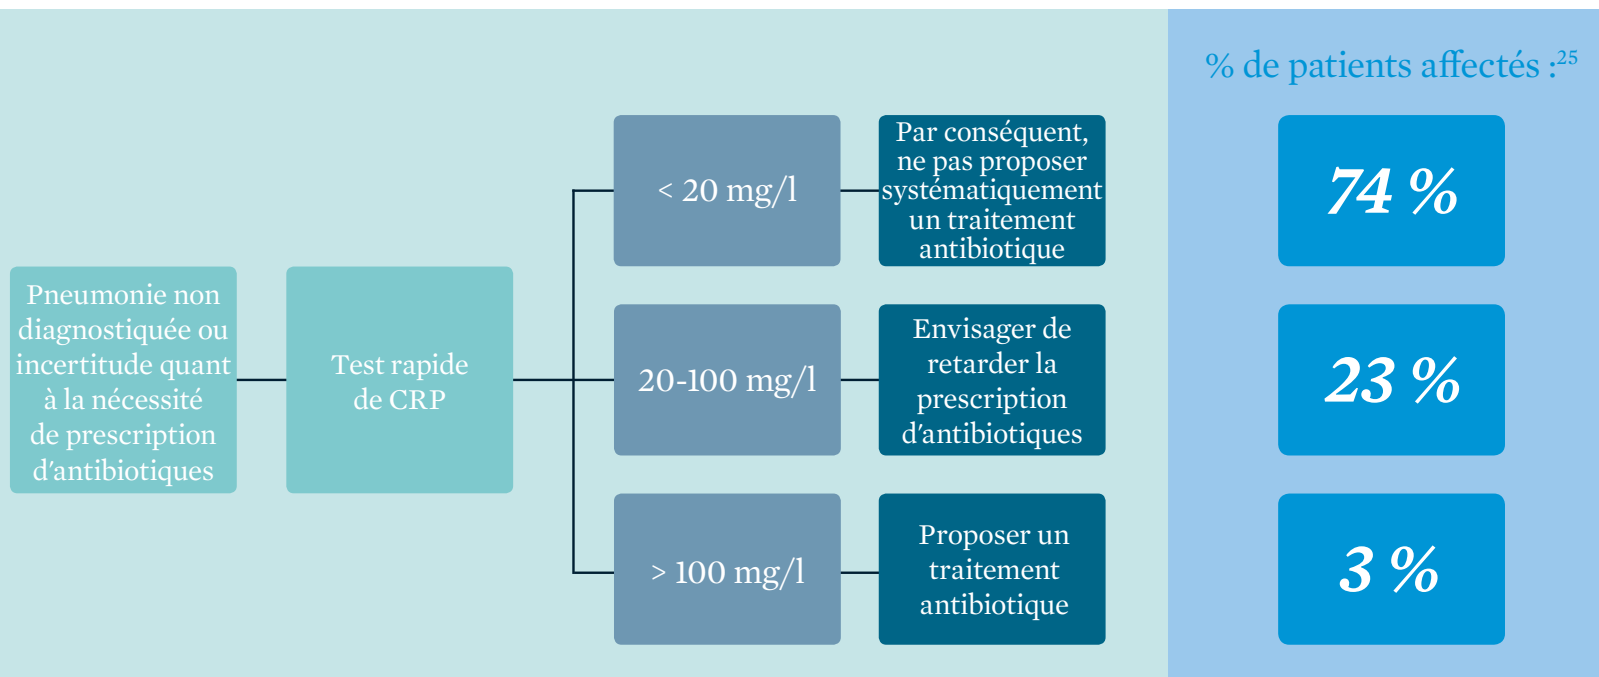 % de patients affectés :25
Pneumonie non
diagnostiquée ou
incertitude quant
à la nécessité
de prescription
d'antibiotiques
Test rapide
de CRP
< 20 mg/l
Par conséquent,
ne pas proposer
systématiquement
un traitement
antibiotique
74 %
20-100 mg/l
Envisager de
retarder la
prescription
d'antibiotiques
23 %
> 100 mg/l
Proposer un
traitement
antibiotique
3 %